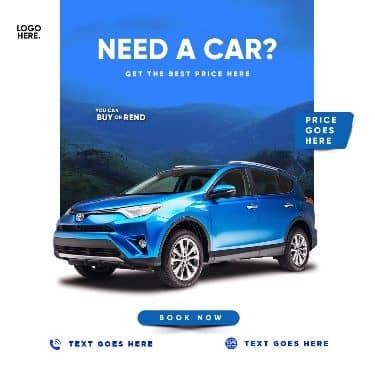 LOGO
HERE.
NEED A CAR?
GET THE BEST PRICE HERE
YOU CAN
BUY OR REND
PRICE
GOES
HERE
BOOK NOW
TEXT GOES HERE
TEXT GOES HERE